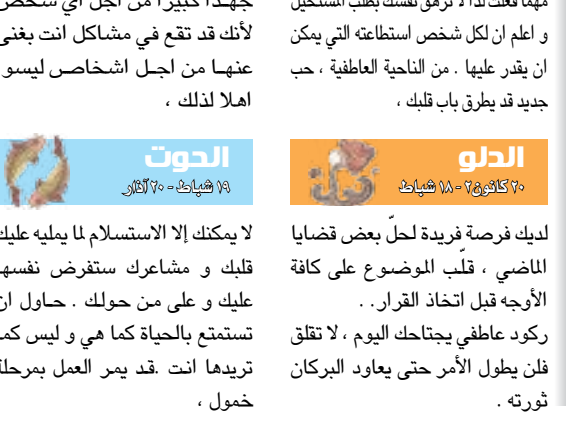 مهما فعلت لذا لا ترهق نفسك بطلب المستحيل
و اعلم ان لكل شخص استطاعته التي يمكن
ان يقدر عليها . من الناحية العاطفية ، حب
جديد قد يطرق باب قلبك ،
الدلو
٢٠ كانون٢ - ١٨ شباط
لديك فرصة فريدة لحلّ بعض قضايا
الماضي ، قلّب الموضوع على كافة
الأوجه قبل اتخاذ القرار. .
ركود عاطفي يجتاحك اليوم ، لا تقلق
فلن يطول الأمر حتى يعاود البركان
ثورته .
جهدا كبيرا من اجل اي شخص
لأنك قد تقع في مشاكل انت بغنى
عنها من اجل اشخاص ليسو
اهلا لذلك ،
الحوت
١٩ شباط - ٢٠ آذار
لا يمكنك إلا الاستسلام لما يمليه عليك
قلبك و مشاعرك ستفرض نفسها
عليك و على من حولك . حاول ان
تستمتع بالحياة كما هي و ليس كما
تريدها انت .قد يمر العمل بمرحلة
خمول ،